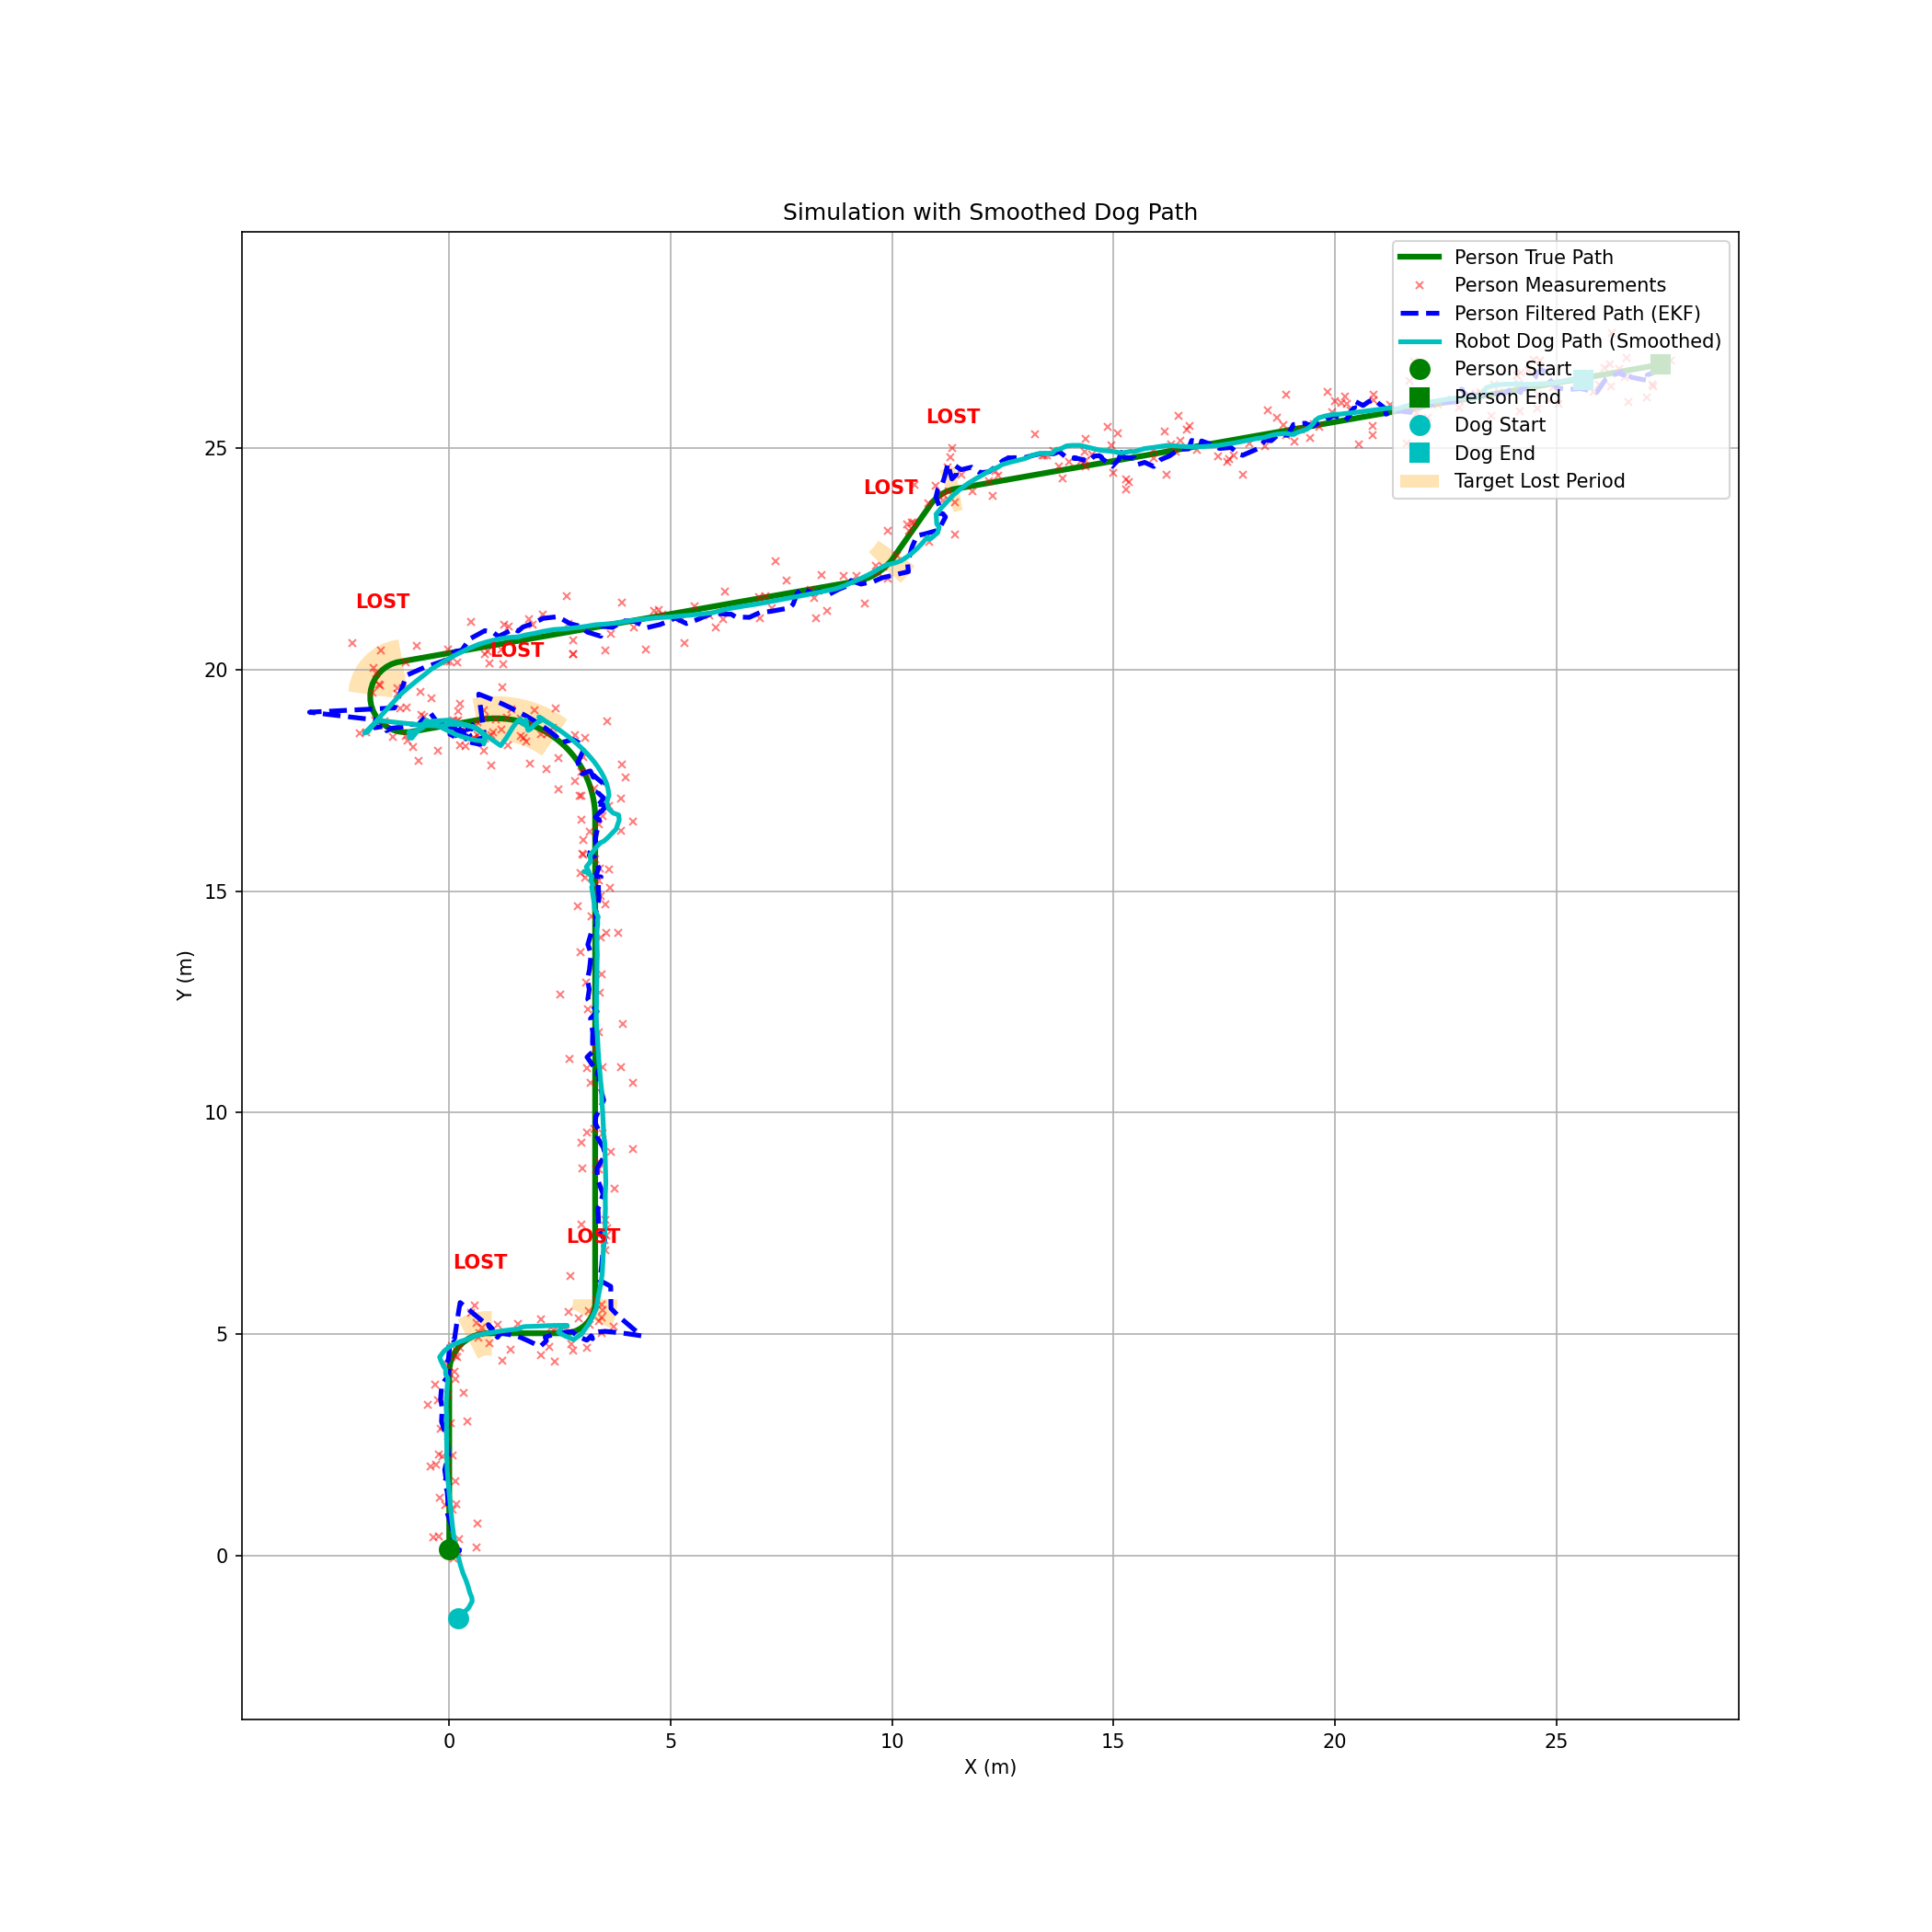 Simulation with Smoothed Dog Path
Person True Path
Person Measurements
Person Filtered Path (EKF)
Robot Dog Path (Smoothed)
Person Start
Person End
Dog Start
Dog End
Target Lost Period
LOST
LOST
LOST
LOST
LOST
LOST
25
20
15
10
5
0
Y (m)
0
5
10
15
20
25
X (m)